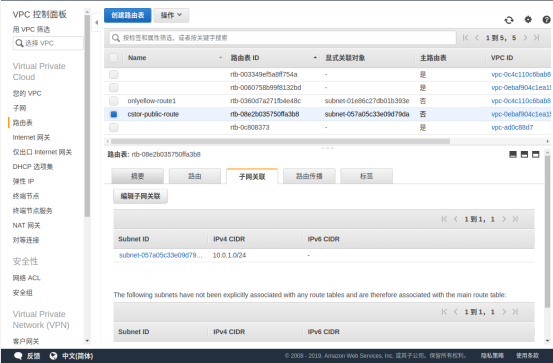 VPC 控制面板
用 VPC 筛选
选择 VPC
Virtual Private
Cloud
您的 VPC
子网
路由表
Internet 网关
仅出口 Internet 网关
DHCP 选项集
弹性 IP
终端节点
终端节点服务
NAT 网关
对等连接
安全性
网络 ACL
安全组
Virtual Private
Network (VPN)
客户网关
创建路由表 操作
按标签和属性筛选，或者按关键字搜索
1 到 5， 5
Name 路由表 ID 显式关联对象 主路由表 VPC ID
rtb-003349ef5a8ff754a - 是 vpc-0c4c110c6bab8
rtb-0060758b99f8132bd - 是 vpc-0ebaf904c1ea15
onlyellow-route1 rtb-0360d7a271fb4e48c subnet-01e86c27db01b393e 否 vpc-0c4c110c6bab8
cstor-public-route rtb-08e2b035750ffa3b8 subnet-057a05c33e09d79da 否 vpc-0ebaf904c1ea15
rtb-0c808373 - 是 vpc-ad0c88d7
路由表: rtb-08e2b035750ffa3b8
摘要 路由 子网关联 路由传播 标签
编辑子网关联
1 到 1， 1
Subnet ID IPv4 CIDR IPv6 CIDR
subnet-057a05c33e09d79... 10.0.1.0/24 -
The following subnets have not been explicitly associated with any route tables and are therefore associated with the main route table:
1 到 1， 1
Subnet ID IPv4 CIDR IPv6 CIDR
反馈 中文(简体) © 2008 - 2019, Amazon Web Services, Inc. 或其子公司。保留所有权利。 隐私策略 使用条款